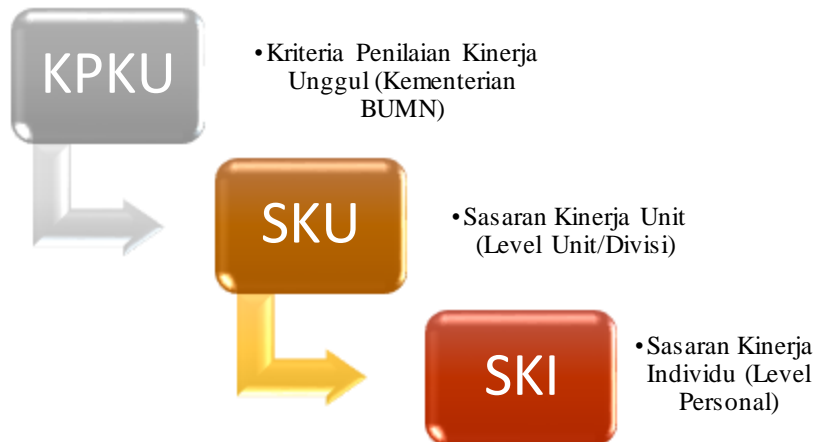 KPKU
•Kriteria Penilaian Kinerja
Unggul (Kementerian
BUMN)
SKU
•Sasaran Kinerja Unit
(Level Unit/Divisi)
SKI
•Sasaran Kinerja
Individu (Level
Personal)